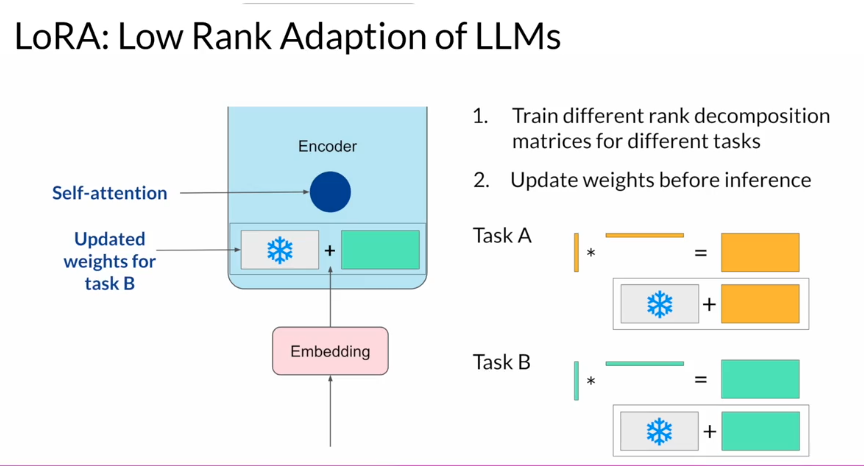 LoRA: Low Rank Adaption of LLMs
Encoder
Self-attention
Updated
weights for
task B
+
Embedding
1. Train different rank decomposition
matrices for different tasks
2. Update weights before inference
Task A
* =
+
Task B
* =
+